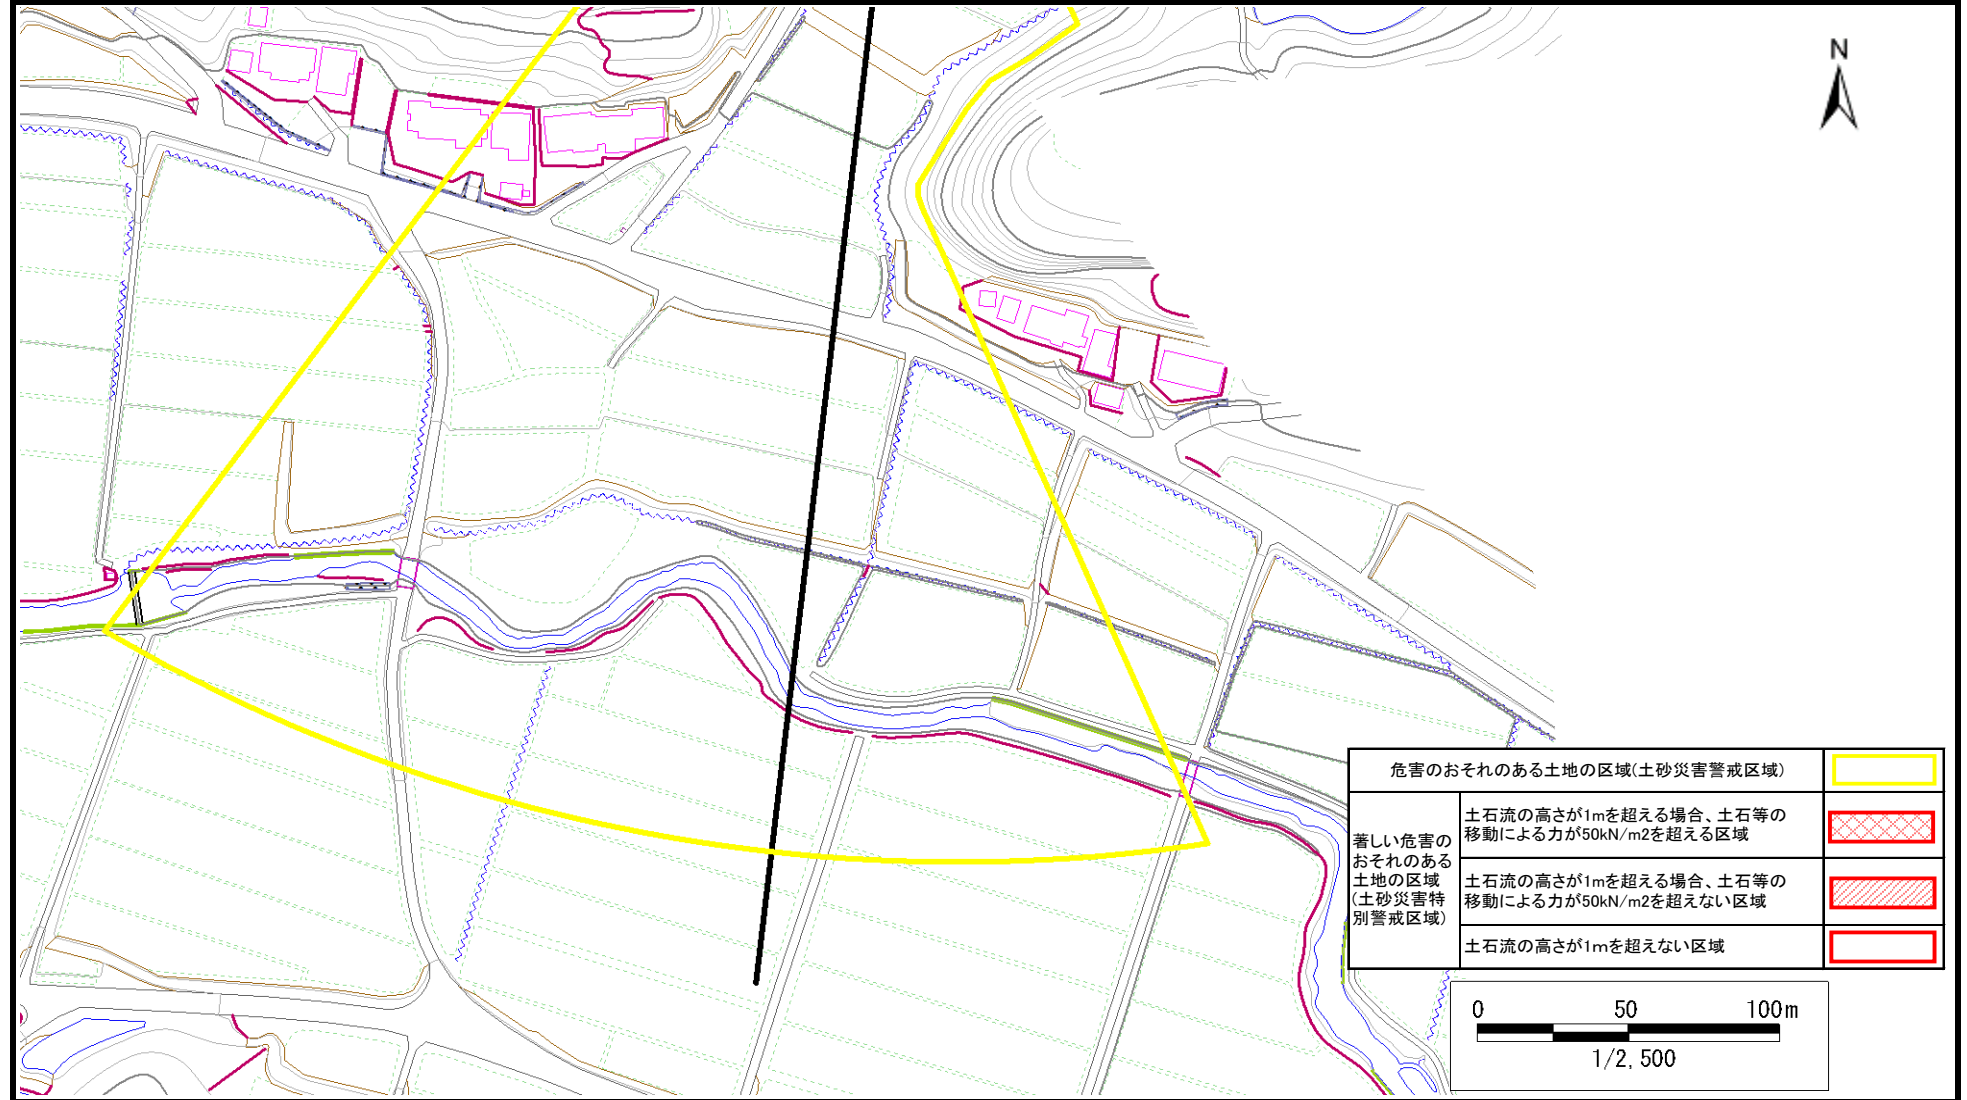 N
危害のおそれのある土地の区域(土砂災害警戒区域)
著しい危害の
おそれのある
土地の区域
(土砂災害特
別警戒区域)
土石流の高さが1mを超える場合、土石等の
移動による力が50kN/m2を超える区域
土石流の高さが1mを超える場合、土石等の
移動による力が50kN/m2を超えない区域
土石流の高さが1mを超えない区域
0 50 100m
1/2,500